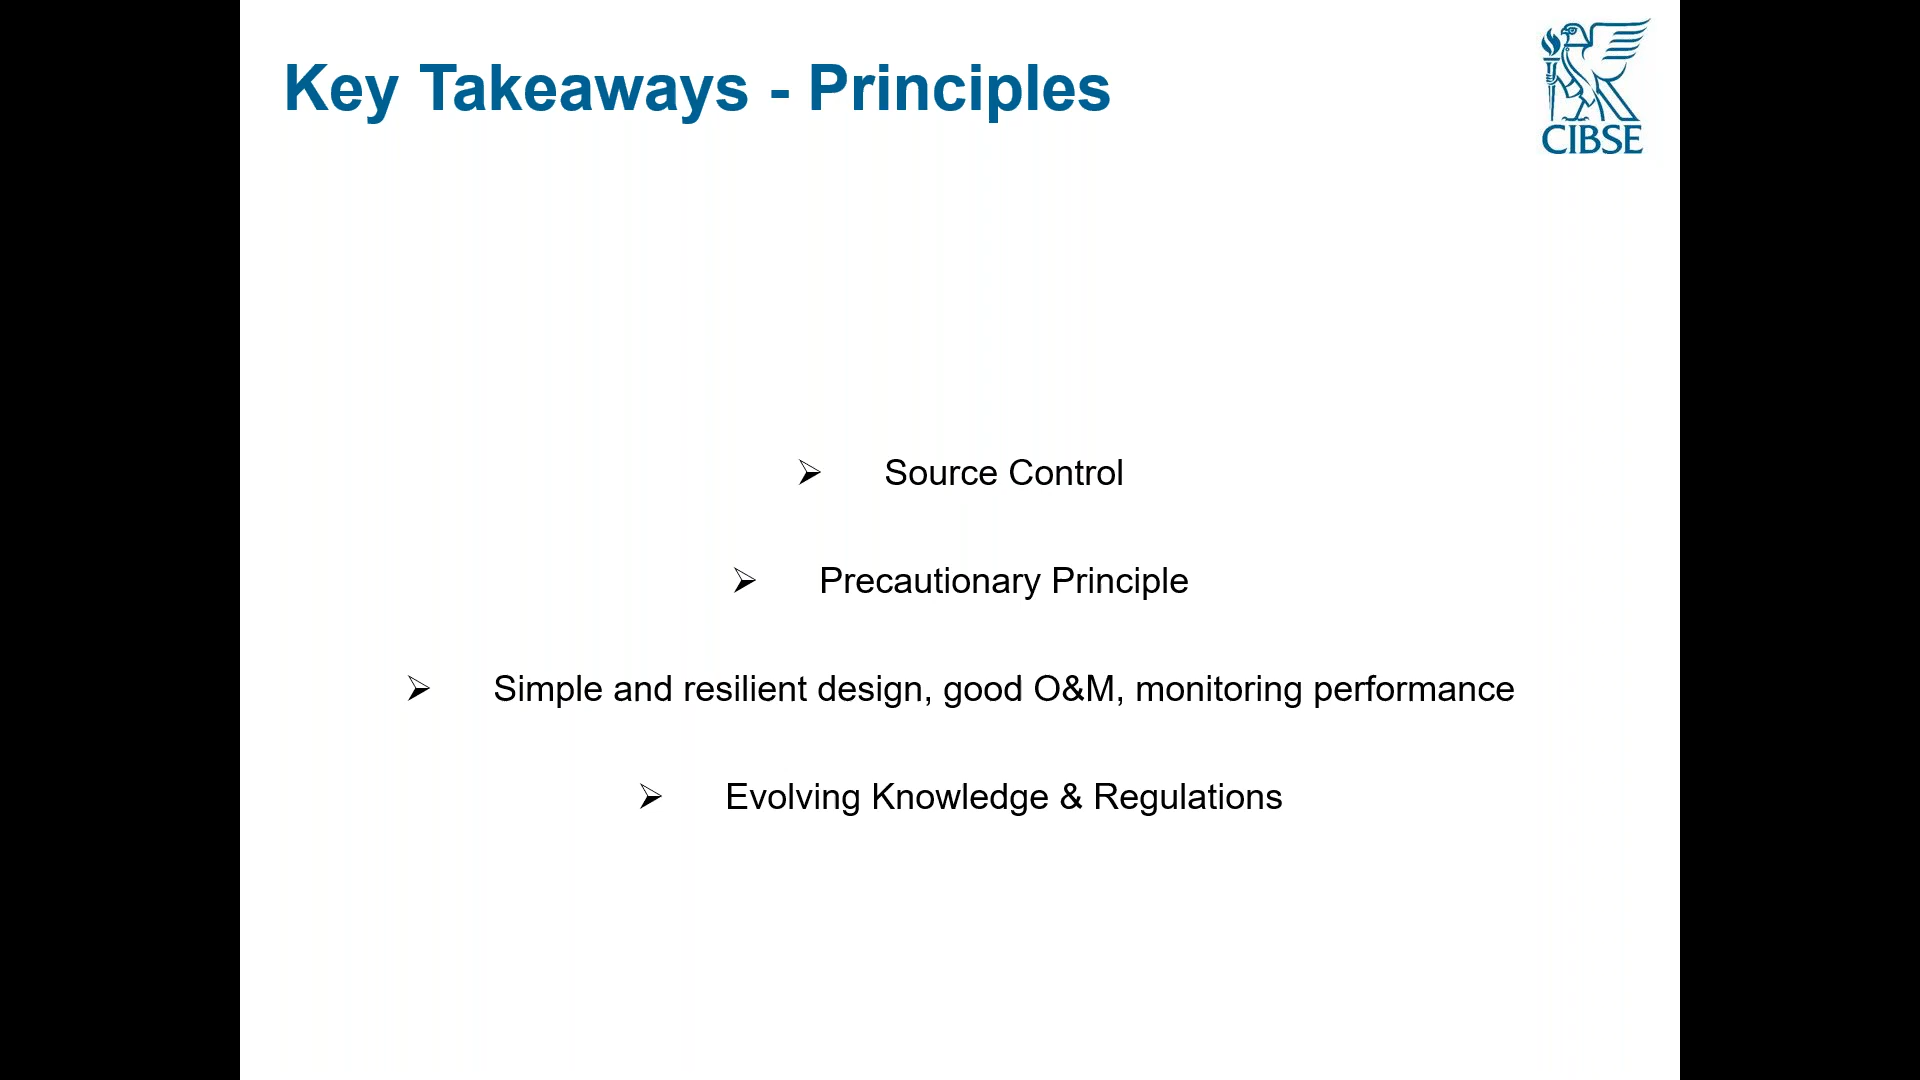 Key Takeaways - Principles
CIBSE
➢ Source Control
➢ Precautionary Principle
➢ Simple and resilient design, good O&M, monitoring performance
➢ Evolving Knowledge & Regulations